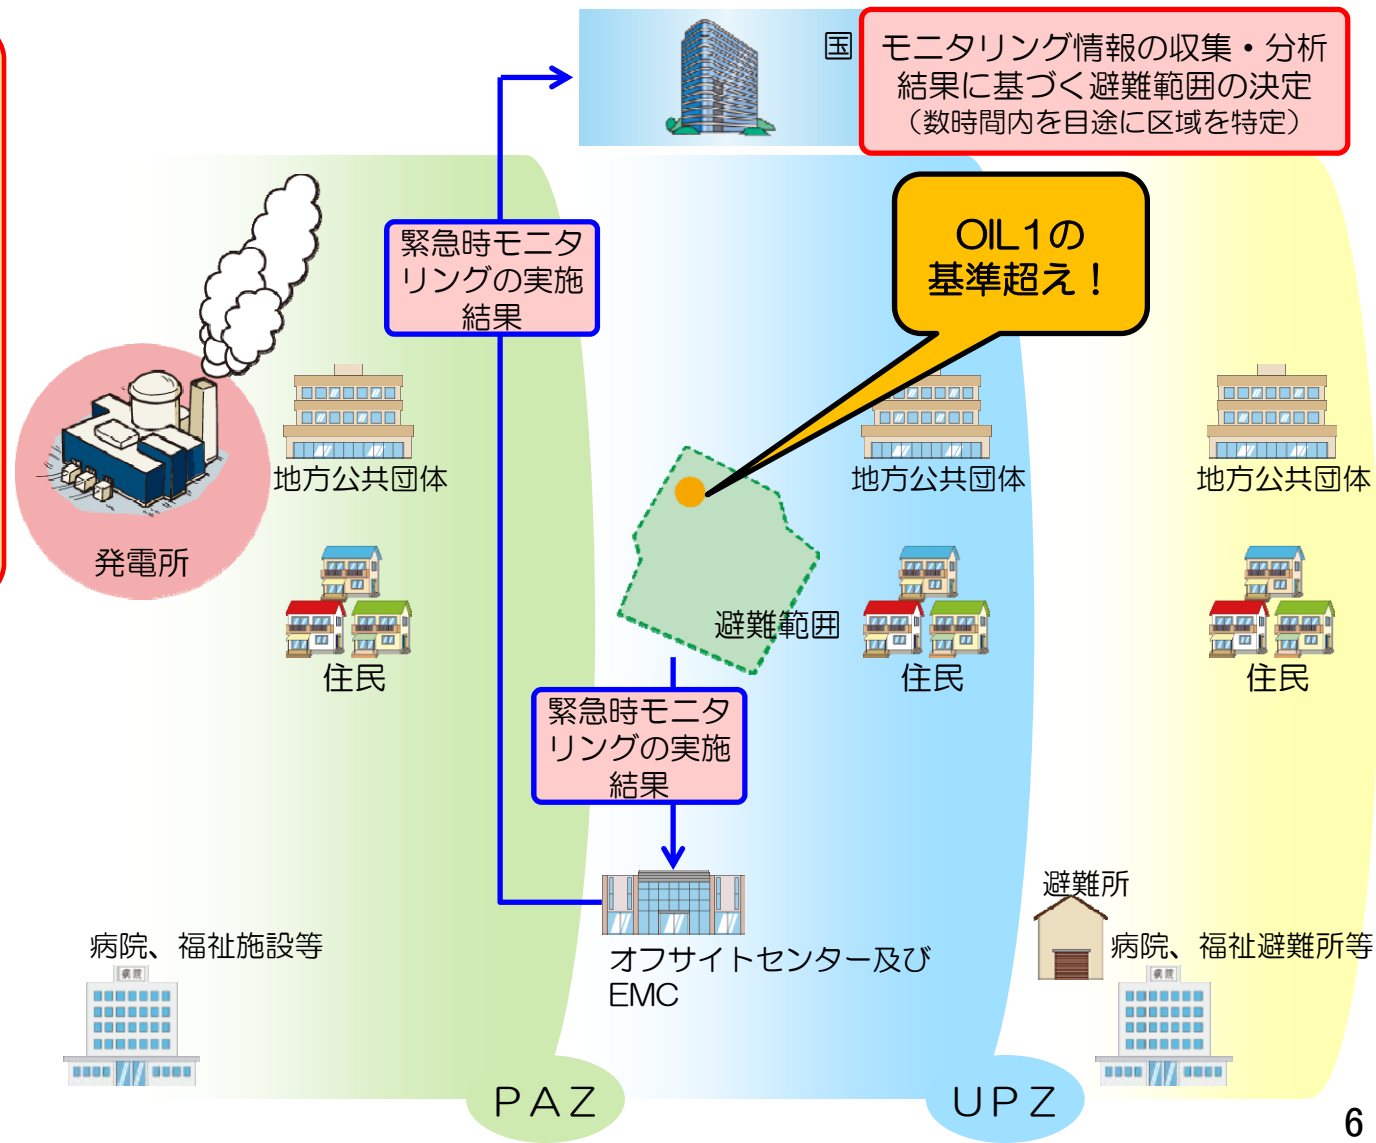 国
モニタリング情報の収集・分析
結果に基づく避難範囲の決定
（数時間内を目途に区域を特定）
緊急時モニタ
リングの実施
結果
OIL1の
基準超え！
地方公共団体
地方公共団体
地方公共団体
発電所
避難範囲
住民
住民
住民
緊急時モニタ
リングの実施
結果
避難所
病院、福祉施設等
病院
オフサイトセンター及び
EMC
病院、福祉避難所等
病院
ＰＡＺ
ＵＰＺ
6